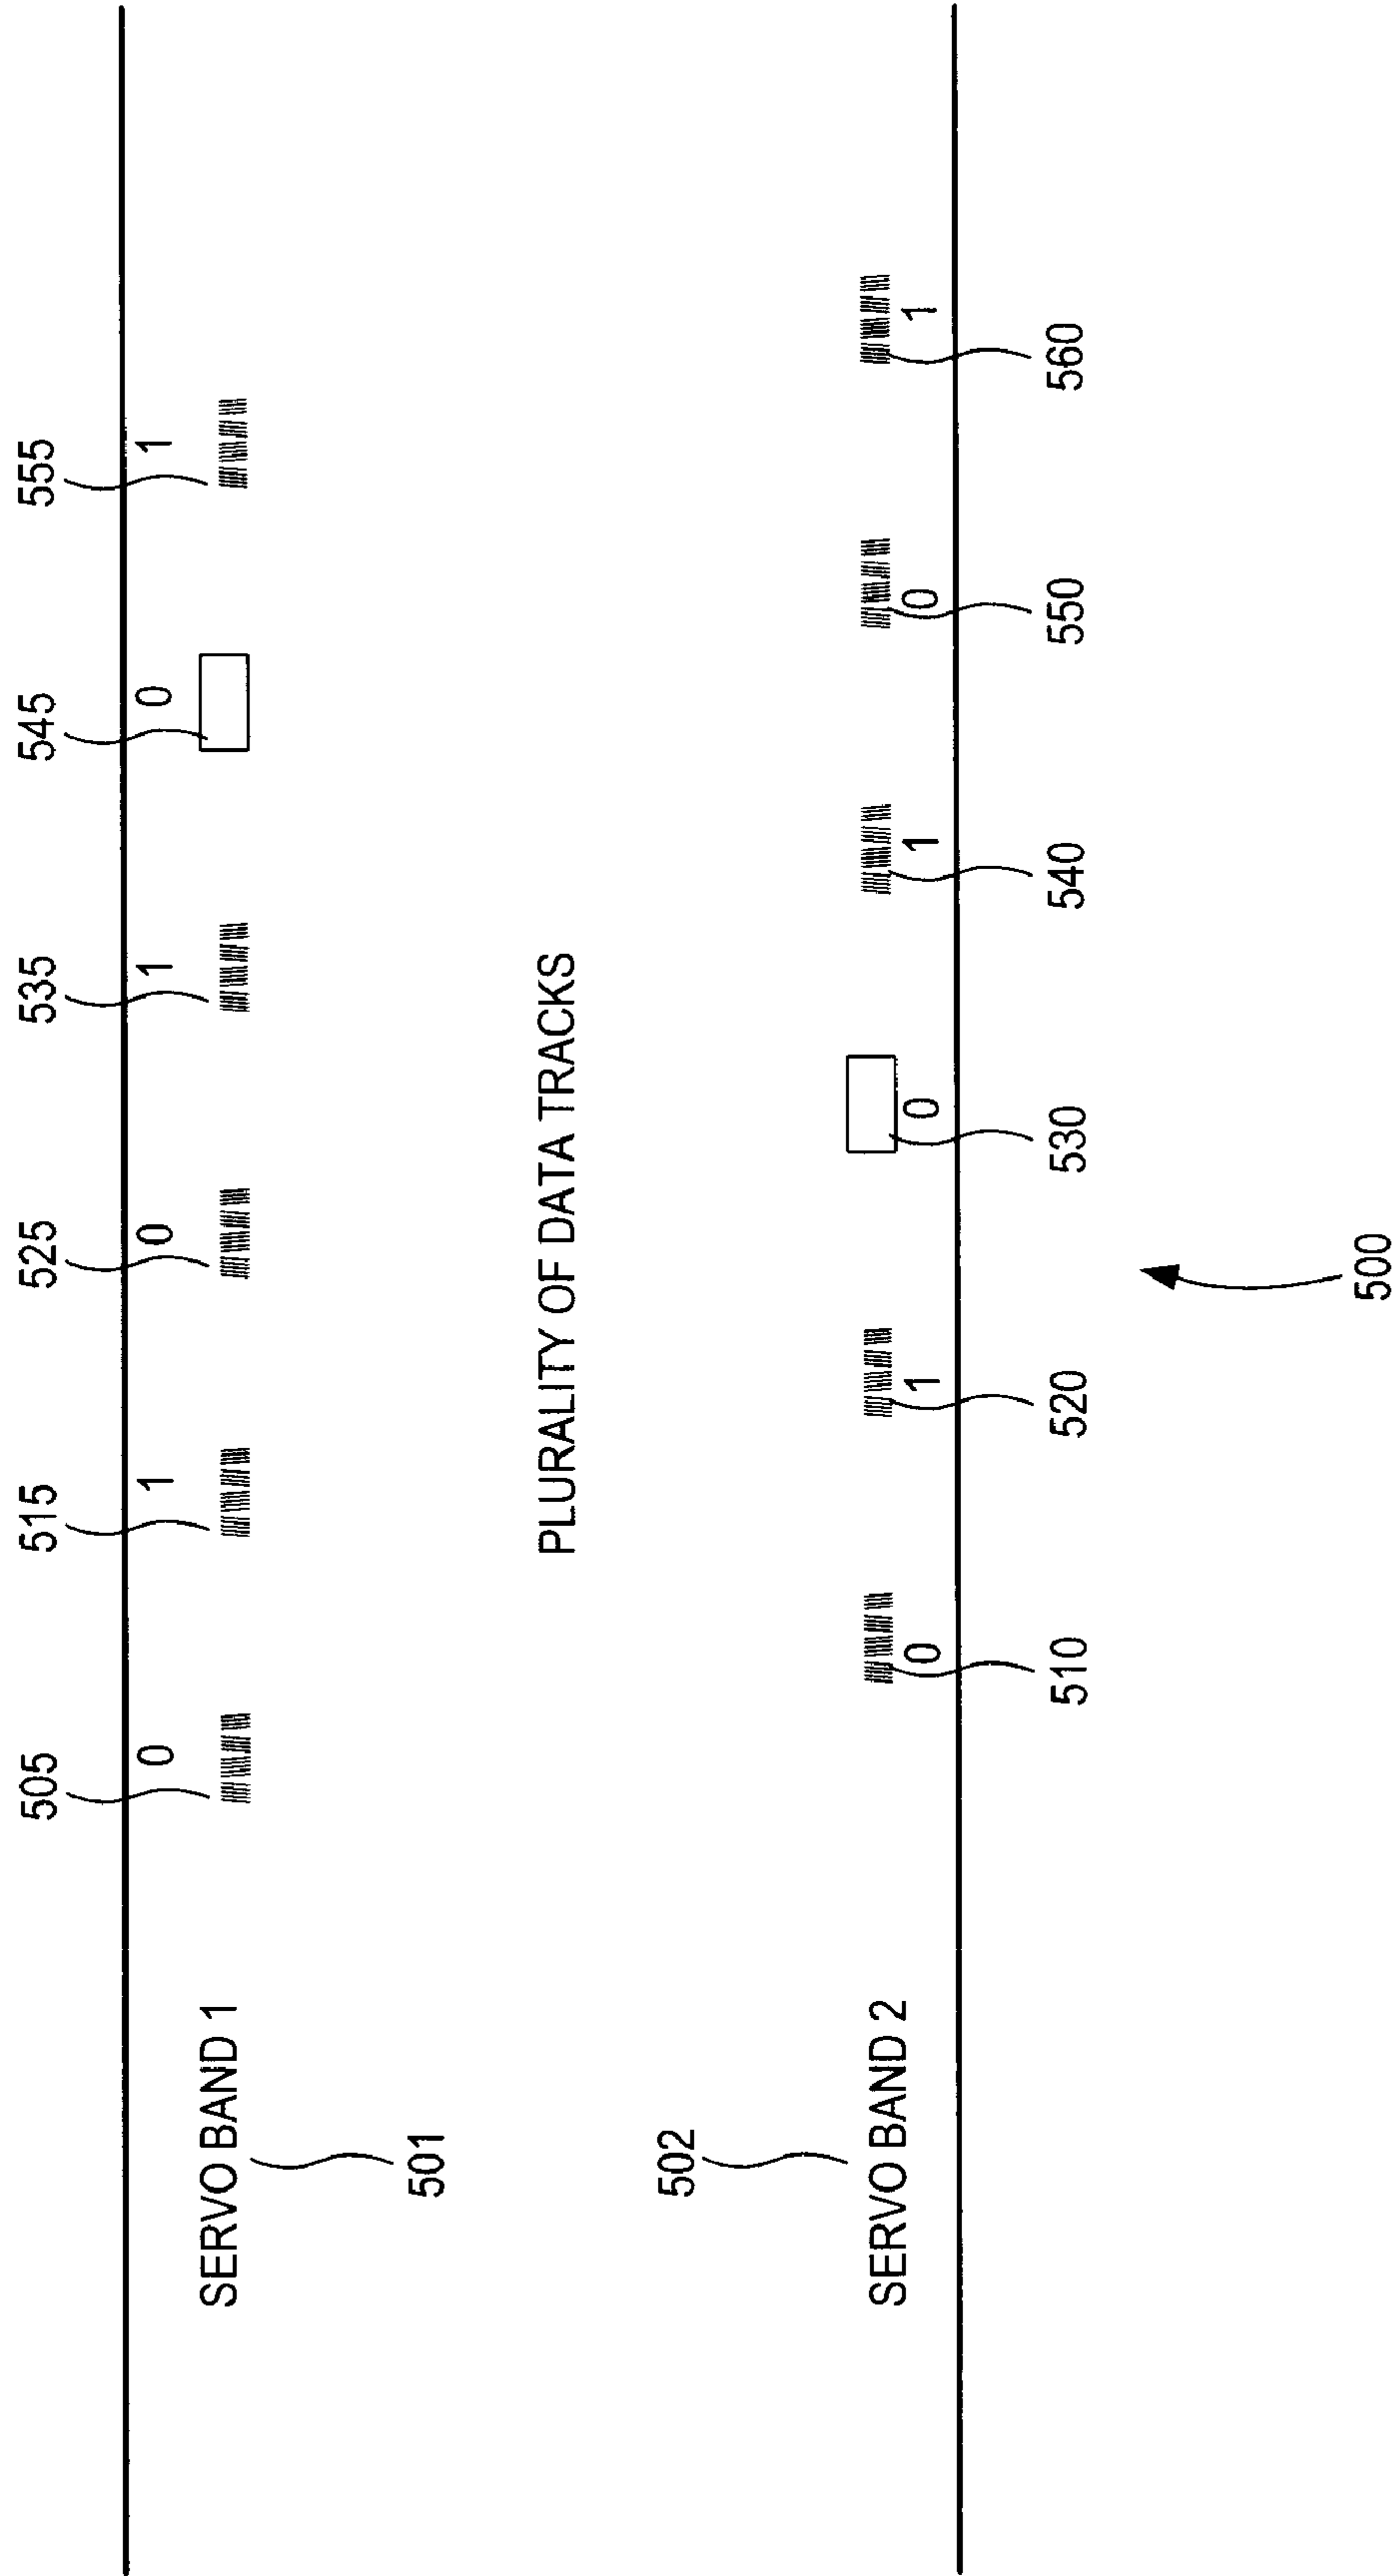 505 515 525 535 545 555
0 1 0 1 0 1
SERVO BAND 1
501
PLURALITY OF DATA TRACKS
502
SERVO BAND 2
0 1 0 1 0 1
510 520 530 540 550 560
500